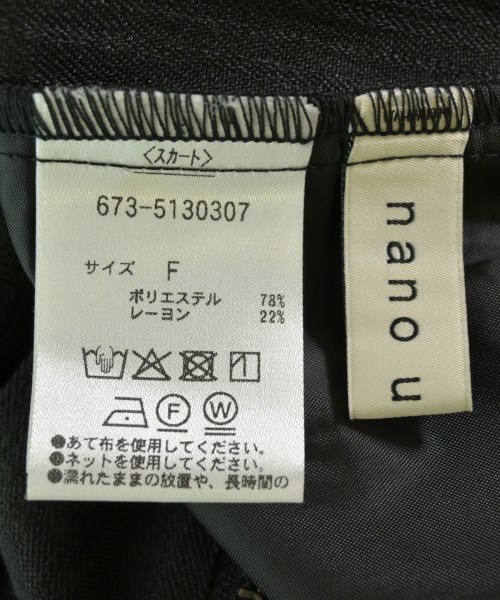 〈スカート〉
673-5130307
サイズ F
ポリエステル 78%
レーヨン 22%
F W
●あて布を使用してください。
●ネットを使用してください。
●濡れたままの放置や、長時間の
nano u